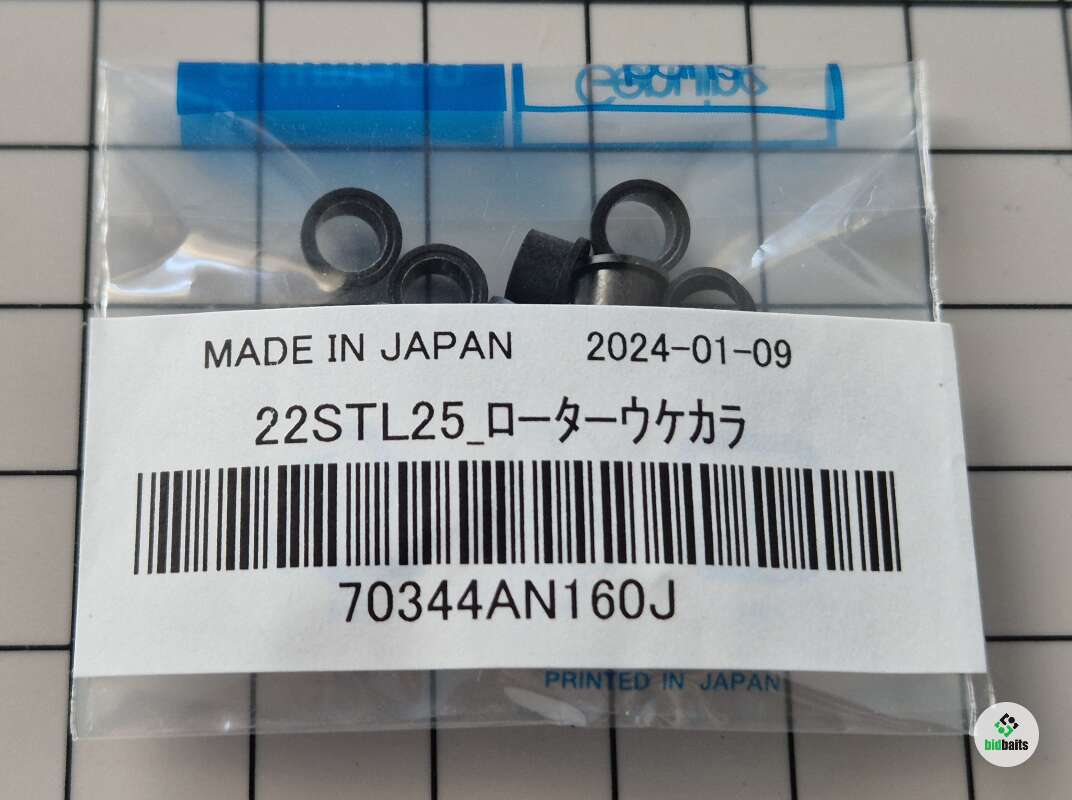 MADE IN JAPAN 2024-01-09
22STL25_ローターウケカラ
70344AN160J
PRINTED IN JAPAN
bidbaits